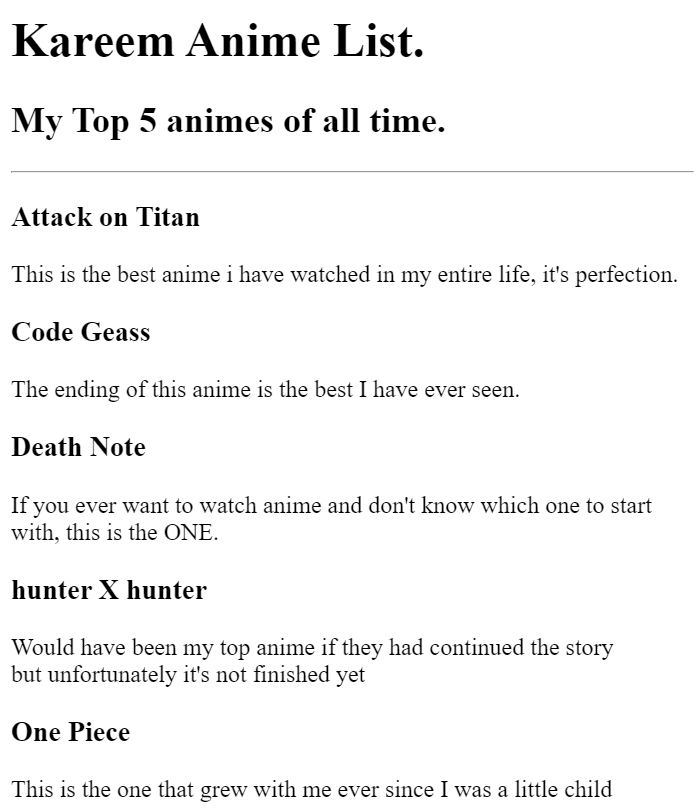 Kareem Anime List.
My Top 5 animes of all time.
Attack on Titan
This is the best anime i have watched in my entire life, it's perfection.
Code Geass
The ending of this anime is the best I have ever seen.
Death Note
If you ever want to watch anime and don't know which one to start
with, this is the ONE.
hunter X hunter
Would have been my top anime if they had continued the story
but unfortunately it's not finished yet
One Piece
This is the one that grew with me ever since I was a little child